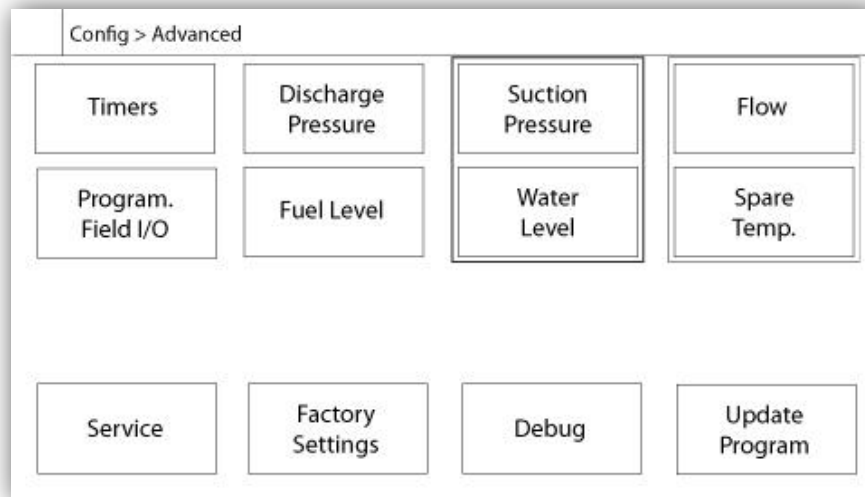 Config > Advanced
Timers
Discharge
Pressure
Suction
Pressure
Flow
Program.
Field I/O
Fuel Level
Water
Level
Spare
Temp.
Service
Factory
Settings
Debug
Update
Program